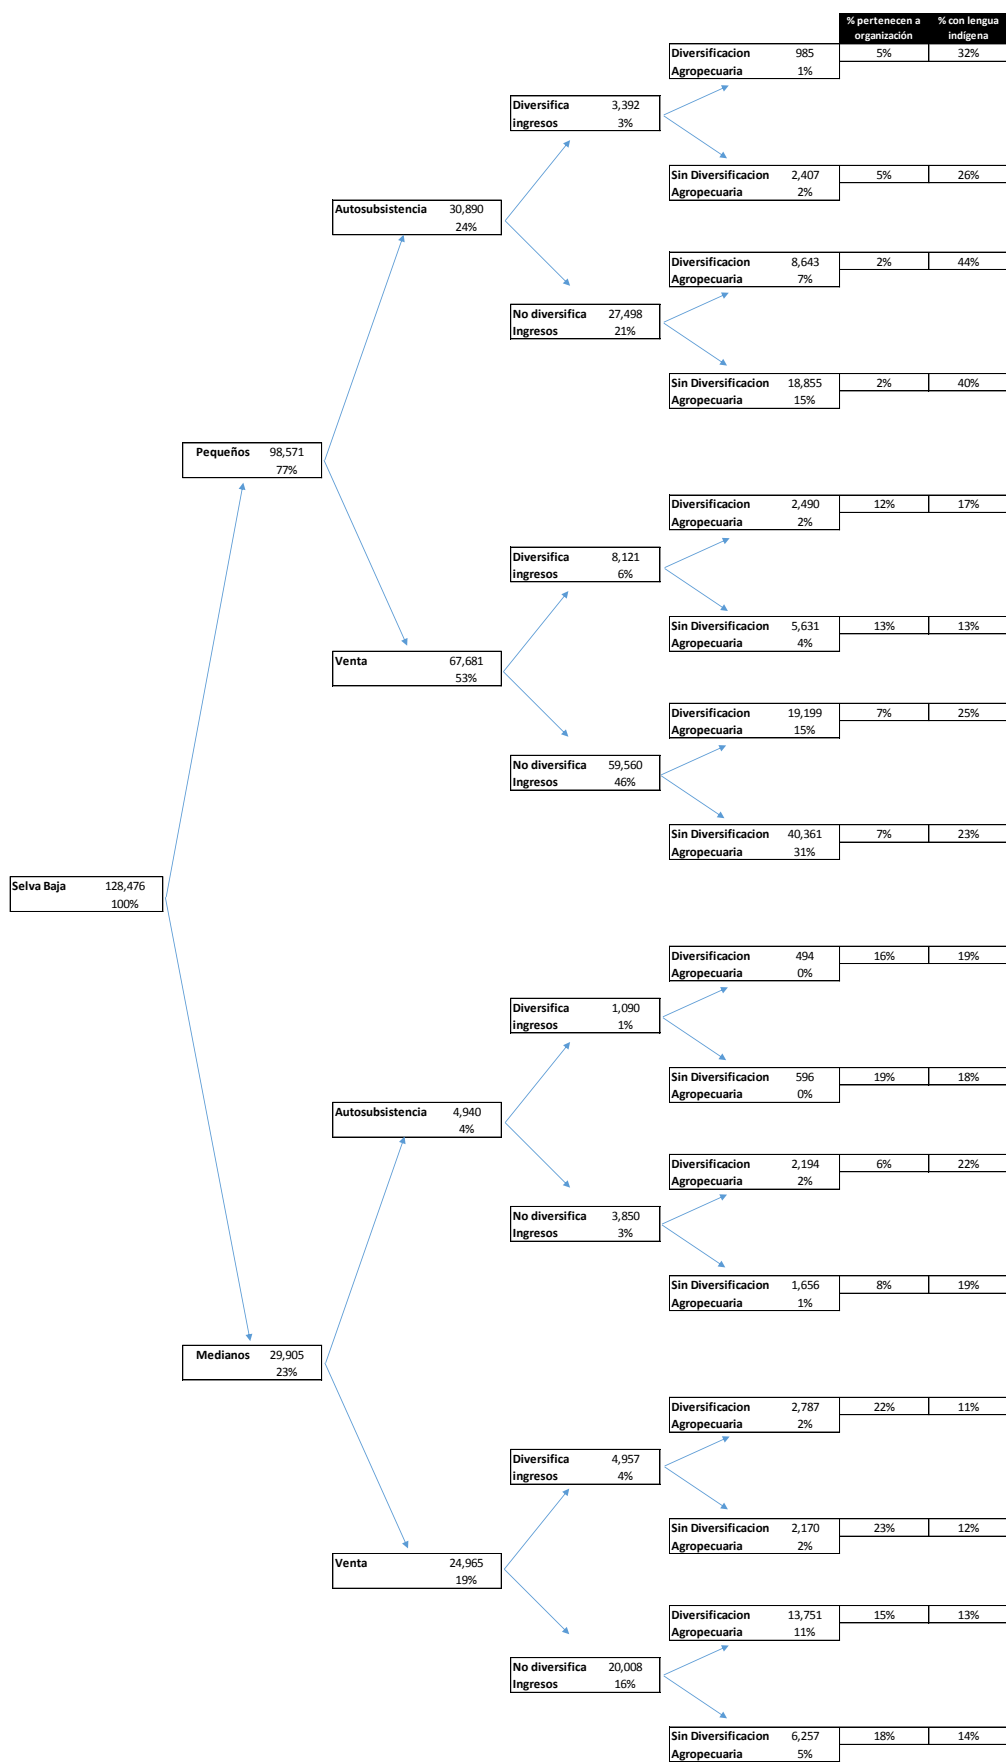 % pertenecen a organización % con lengua indígena
Diversificacion 985 5% 32%
Agropecuaria 1%
Diversifica 3,392
ingresos 3%
Sin Diversificacion 2,407 5% 26%
Agropecuaria 2%
Autosubsistencia 30,890
24%
Diversificacion 8,643 2% 44%
Agropecuaria 7%
No diversifica 27,498
Ingresos 21%
Sin Diversificacion 18,855 2% 40%
Agropecuaria 15%
Pequeños 98,571
77%
Diversificacion 2,490 12% 17%
Agropecuaria 2%
Diversifica 8,121
ingresos 6%
Sin Diversificacion 5,631 13% 13%
Agropecuaria 4%
Venta 67,681
53%
Diversificacion 19,199 7% 25%
Agropecuaria 15%
No diversifica 59,560
Ingresos 46%
Sin Diversificacion 40,361 7% 23%
Agropecuaria 31%
Selva Baja 128,476
100%
Diversificacion 494 16% 19%
Agropecuaria 0%
Diversifica 1,090
ingresos 1%
Sin Diversificacion 596 19% 18%
Agropecuaria 0%
Autosubsistencia 4,940
4%
Diversificacion 2,194 6% 22%
Agropecuaria 2%
No diversifica 3,850
Ingresos 3%
Sin Diversificacion 1,656 8% 19%
Agropecuaria 1%
Medianos 29,905
23%
Diversificacion 2,787 22% 11%
Agropecuaria 2%
Diversifica 4,957
ingresos 4%
Sin Diversificacion 2,170 23% 12%
Agropecuaria 2%
Venta 24,965
19%
Diversificacion 13,751 15% 13%
Agropecuaria 11%
No diversifica 20,008
Ingresos 16%
Sin Diversificacion 6,257 18% 14%
Agropecuaria 5%